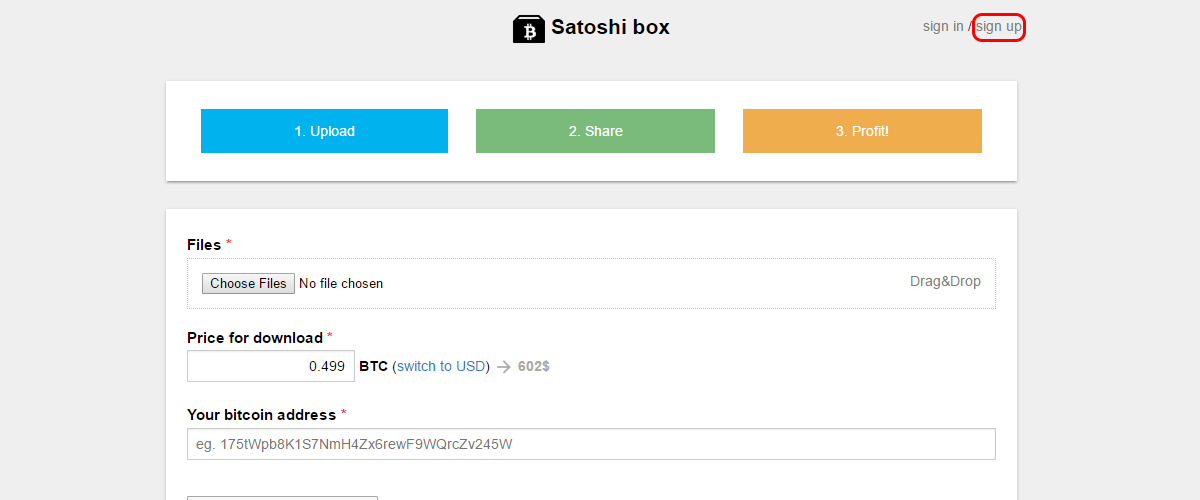 Satoshi box
sign in / sign up
1. Upload
2. Share
3. Profit!
Files *
Choose Files No file chosen
Drag&Drop
Price for download *
0.499 BTC (switch to USD) → 602$
Your bitcoin address *
eg. 175tWpb8K1S7NmH4Zx6rewF9WQrcZv245W